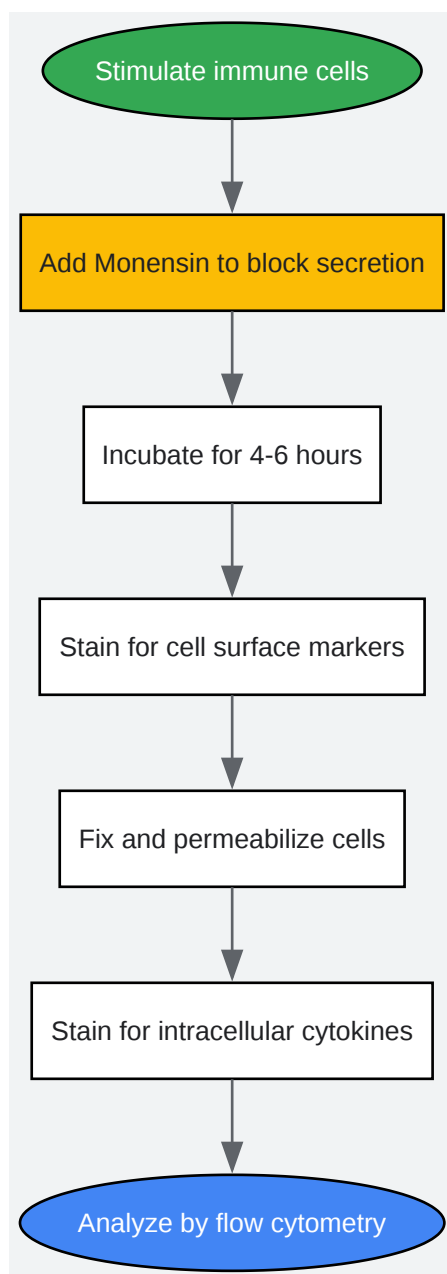 Stimulate immune cells
Add Monensin to block secretion
Incubate for 4-6 hours
Stain for cell surface markers
Fix and permeabilize cells
Stain for intracellular cytokines
Analyze by flow cytometry